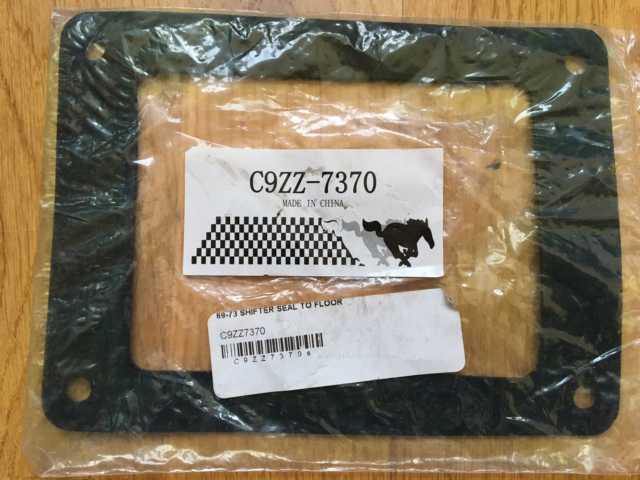 C9ZZ-7370
MADE IN CHINA
69-73 SHIFTER SEAL TO FLOOR
C9ZZ7370
C9ZZ7370*